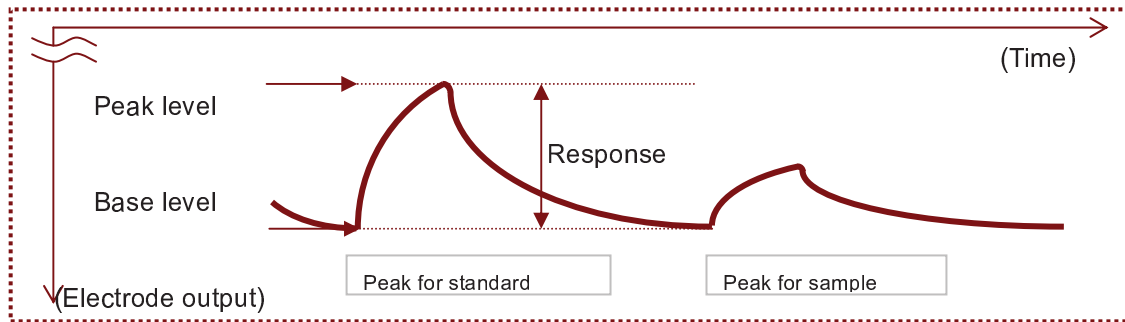 (Time)
Peak level
Response
Base level
Peak for standard
Peak for sample
(Electrode output)